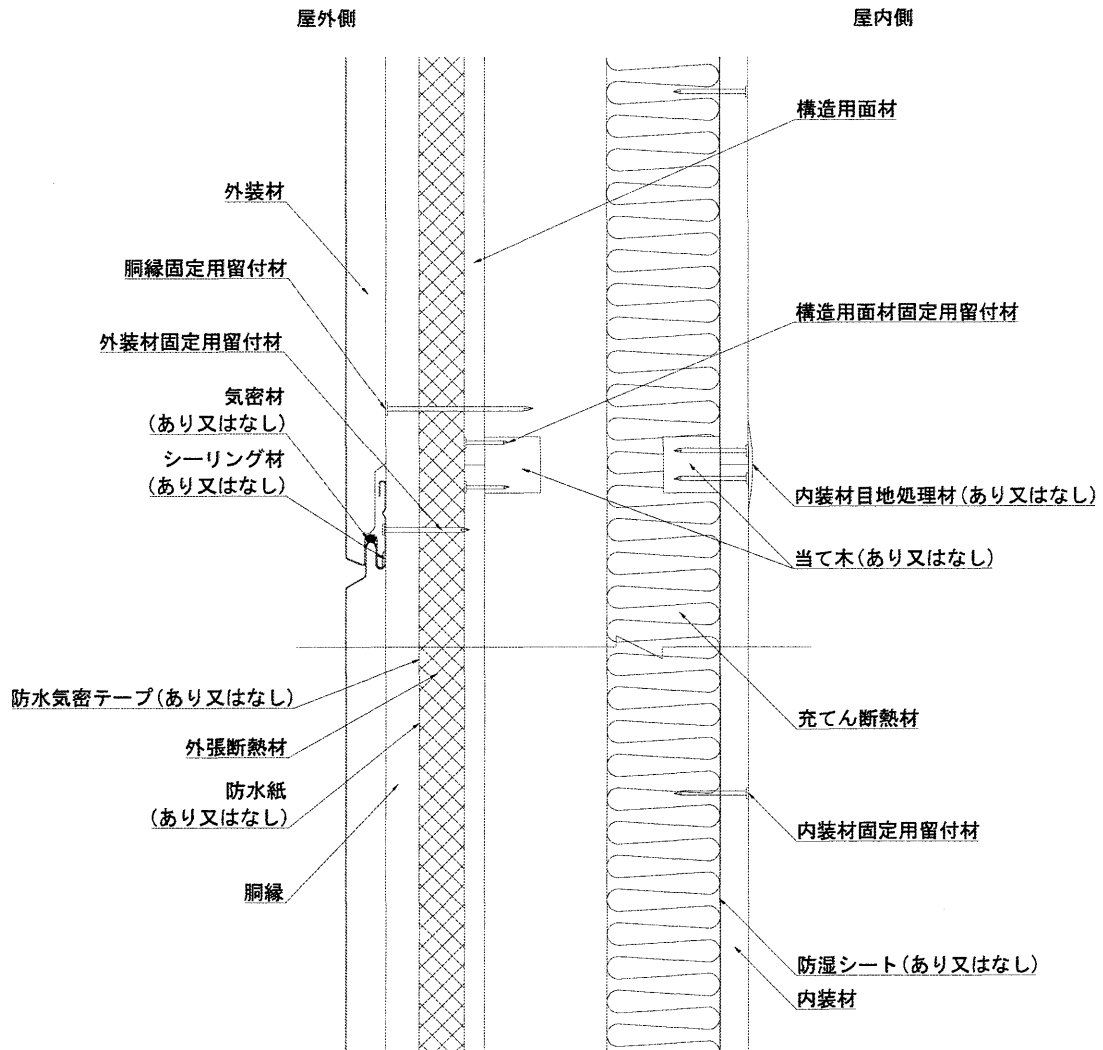 屋外側
屋内側
外装材
胴縁固定用留付材
外装材固定用留付材
気密材
(あり又はなし)
シーリング材
(あり又はなし)
防水気密テープ(あり又はなし)
外張断熱材
防水紙
(あり又はなし)
胴縁
構造用面材
構造用面材固定用留付材
内装材目地処理材(あり又はなし)
当て木(あり又はなし)
充てん断熱材
内装材固定用留付材
防湿シート(あり又はなし)
内装材